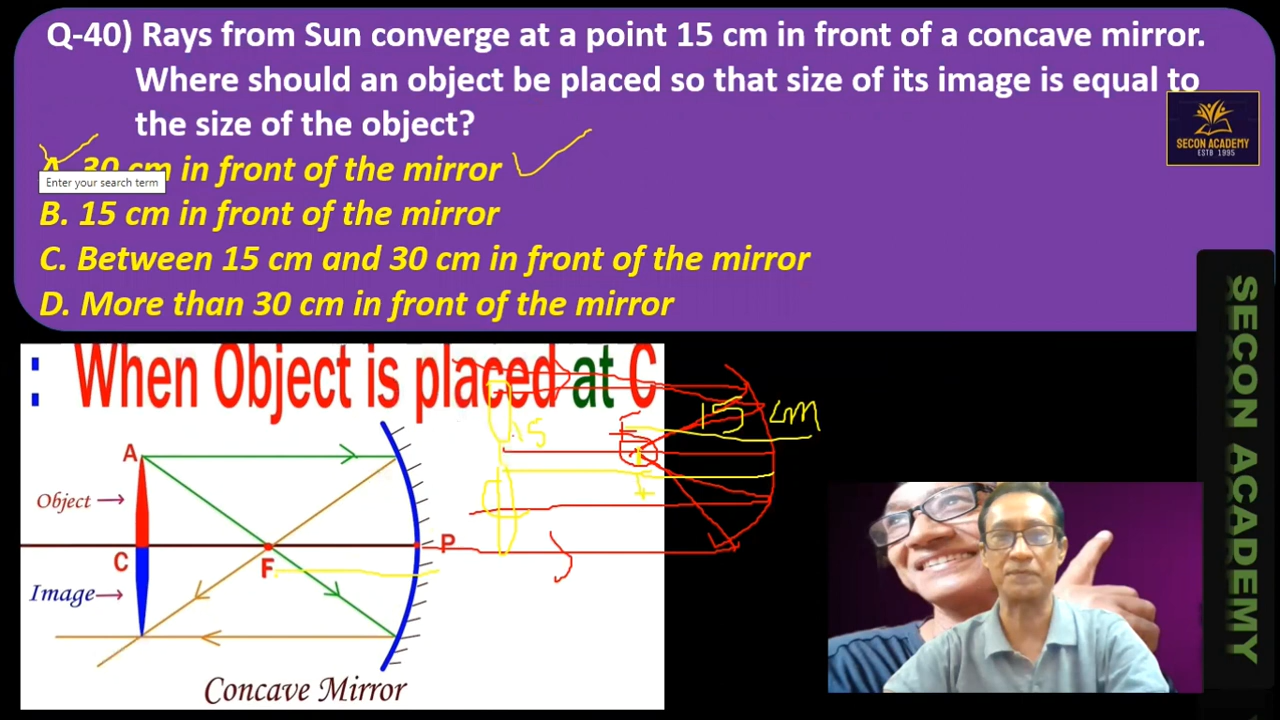 Q-40) Rays from Sun converge at a point 15 cm in front of a concave mirror.
Where should an object be placed so that size of its image is equal to
the size of the object?
SECON ACADEMY
ESTD 1995
A. 30 cm in front of the mirror
Enter your search term
B. 15 cm in front of the mirror
C. Between 15 cm and 30 cm in front of the mirror
D. More than 30 cm in front of the mirror
: When Object is placed at C
15 cm
15
A
Object
C
F
P
Image
Concave Mirror
SECON ACADEMY